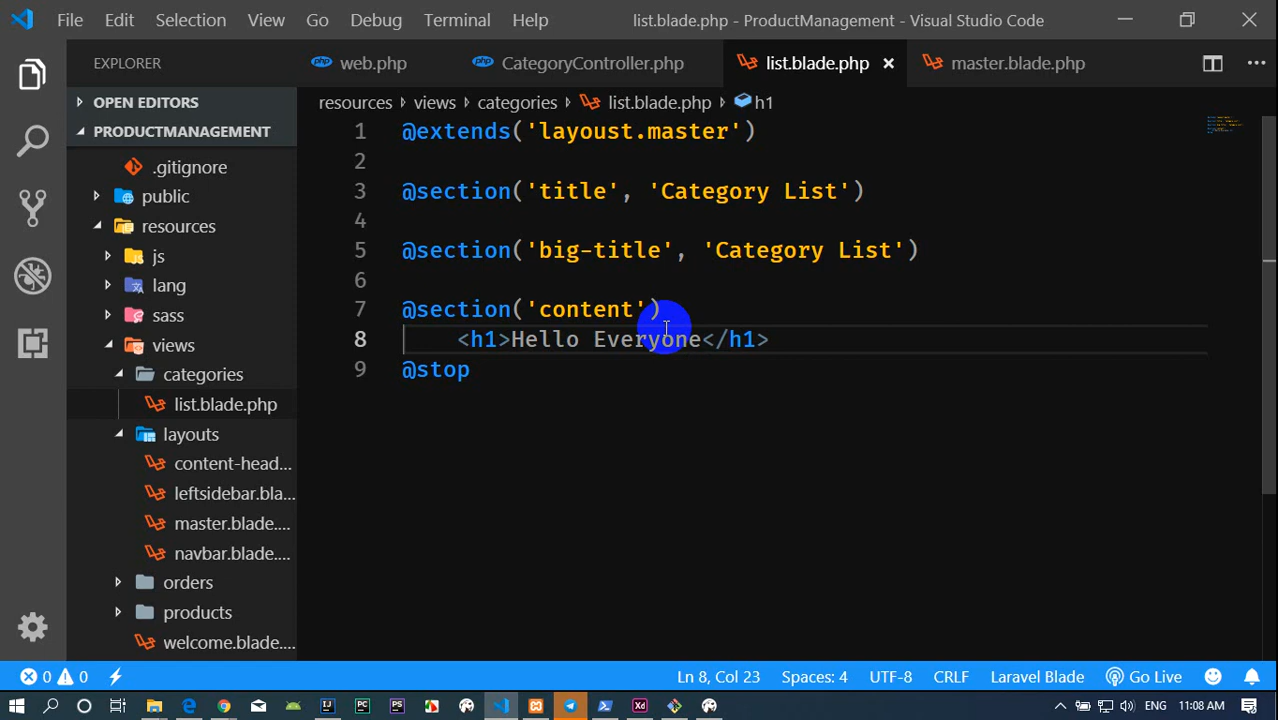 File Edit Selection View Go Debug Terminal Help list.blade.php - ProductManagement - Visual Studio Code
EXPLORER
web.php CategoryController.php list.blade.php × master.blade.php
OPEN EDITORS
PRODUCTMANAGEMENT
.gitignore
public
resources
js
lang
sass
views
categories
list.blade.php
layouts
content-head...
leftsidebar.bla...
master.blade....
navbar.blade....
orders
products
welcome.blade....
resources › views › categories › list.blade.php › h1
1 @extends('layoust.master')
2
3 @section('title', 'Category List')
4
5 @section('big-title', 'Category List')
6
7 @section('content')
8 <h1>Hello Everyone</h1>
9 @stop
0 0 Ln 8, Col 23 Spaces: 4 UTF-8 CRLF Laravel Blade Go Live
IJ PC PS Xd ENG 11:08 AM